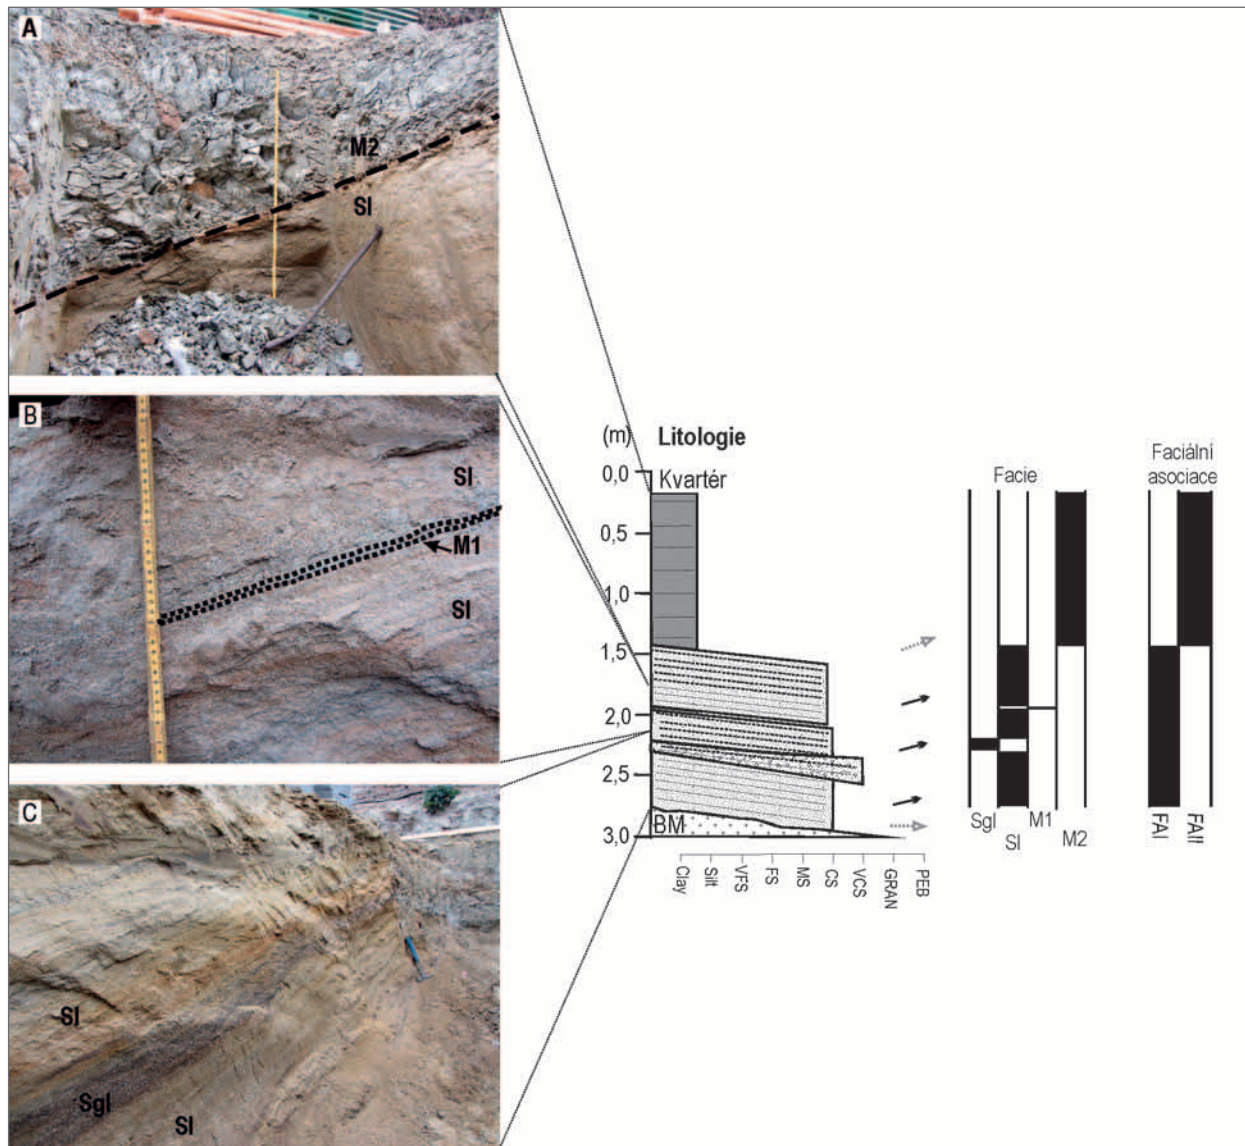 A
M2
Sl
B
Sl
M1
Sl
C
Sl
Sgl
Sl
(m)
Litologie
0,0
Kvartér
0,5
1,0
1,5
2,0
2,5
BM
3,0
Clay
Silt
VFS
FS
MS
CS
VCS
GRAN
PEB
Facie
Sgl
Sl
M1
M2
Faciální
asociace
FAI
FAII